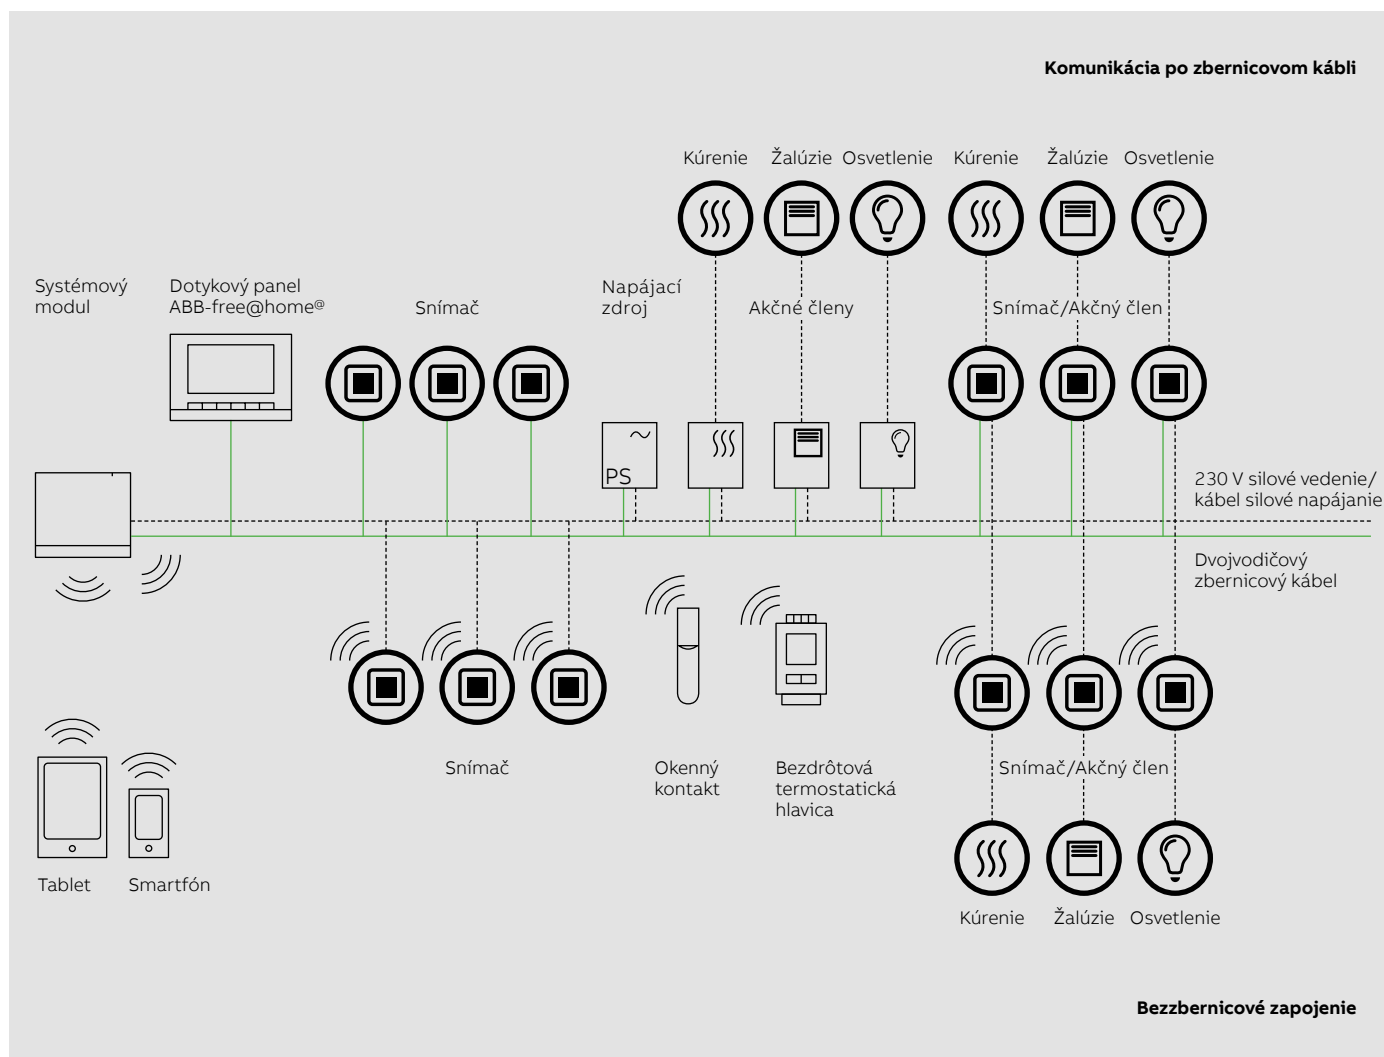 Komunikácia po zbernicovom kábli
Kúrenie
Žalúzie
Osvetlenie
Kúrenie
Žalúzie
Osvetlenie
Systémový
modul
Dotykový panel
ABB-free@home@
Snímač
Napájací
zdroj
Akčné členy
Snímač/Akčný člen
PS
230 V silové vedenie/
kábel silové napájanie
Dvojvodičový
zbernicový kábel
Snímač
Okenný
kontakt
Bezdrôtová
termostatická
hlavica
Snímač/Akčný člen
Tablet
Smartfón
Kúrenie
Žalúzie
Osvetlenie
Bezzbernicové zapojenie